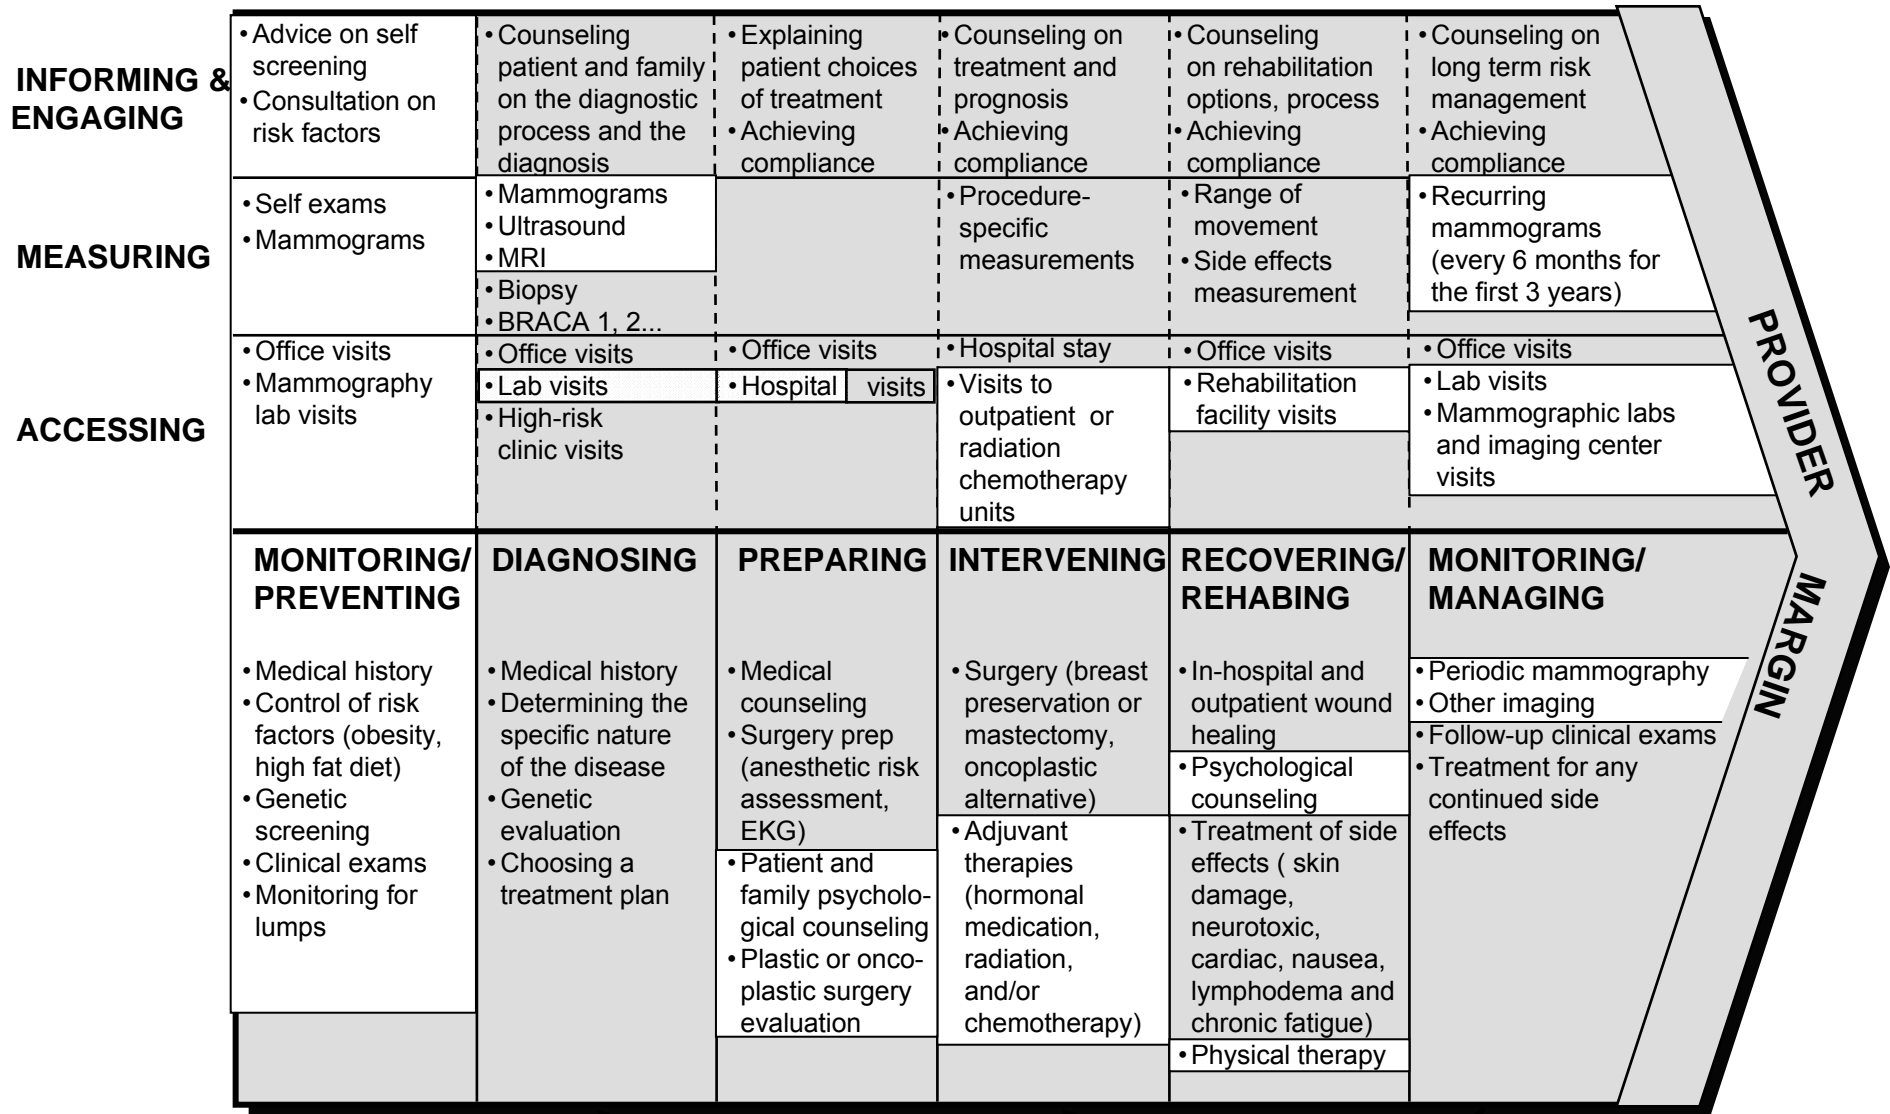 INFORMING &
ENGAGING
• Advice on self
screening
• Consultation on
risk factors
• Counseling
patient and family
on the diagnostic
process and the
diagnosis
• Explaining
patient choices
of treatment
• Achieving
compliance
• Counseling on
treatment and
prognosis
• Achieving
compliance
• Counseling
on rehabilitation
options, process
• Achieving
compliance
• Counseling on
long term risk
management
• Achieving
compliance
MEASURING
• Self exams
• Mammograms
• Mammograms
• Ultrasound
• MRI
• Biopsy
• BRACA 1, 2...
• Procedure-
specific
measurements
• Range of
movement
• Side effects
measurement
• Recurring
mammograms
(every 6 months for
the first 3 years)
ACCESSING
• Office visits
• Mammography
lab visits
• Office visits
• Lab visits
• High-risk
clinic visits
• Office visits
• Hospital visits
• Hospital stay
• Visits to
outpatient or
radiation
chemotherapy
units
• Office visits
• Rehabilitation
facility visits
• Office visits
• Lab visits
• Mammographic labs
and imaging center
visits
MONITORING/
PREVENTING
• Medical history
• Control of risk
factors (obesity,
high fat diet)
• Genetic
screening
• Clinical exams
• Monitoring for
lumps
DIAGNOSING
• Medical history
• Determining the
specific nature
of the disease
• Genetic
evaluation
• Choosing a
treatment plan
PREPARING
• Medical
counseling
• Surgery prep
(anesthetic risk
assessment,
EKG)
• Patient and
family psycholo-
gical counseling
• Plastic or onco-
plastic surgery
evaluation
INTERVENING
• Surgery (breast
preservation or
mastectomy,
oncoplastic
alternative)
• Adjuvant
therapies
(hormonal
medication,
radiation,
and/or
chemotherapy)
RECOVERING/
REHABING
• In-hospital and
outpatient wound
healing
• Psychological
counseling
• Treatment of side
effects ( skin
damage,
neurotoxic,
cardiac, nausea,
lymphodema and
chronic fatigue)
• Physical therapy
MONITORING/
MANAGING
• Periodic mammography
• Other imaging
• Follow-up clinical exams
• Treatment for any
continued side
effects
PROVIDER
MARGIN